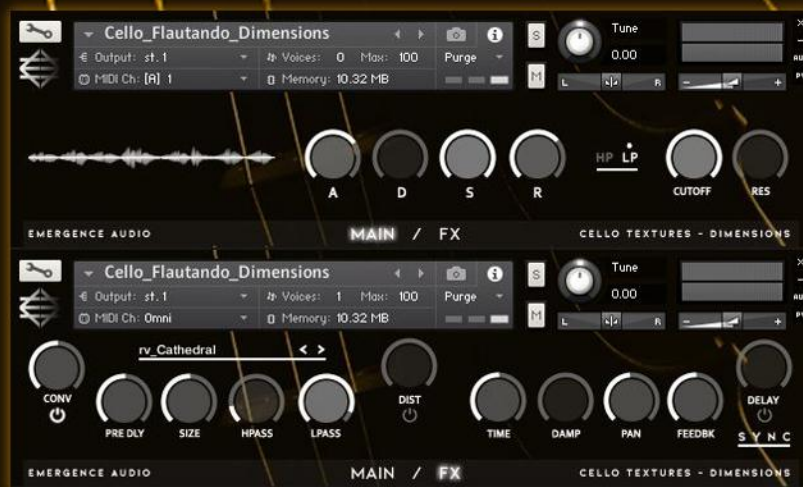 Cello_Flautando_Dimensions
S
Tune
Output: st.1
Voices: 0 Max: 100
Purge
0.00
MIDI Ch: [A] 1
Memory: 10.32 MB
M
L R
- +
A D S R
HP LP
CUTOFF RES
EMERGENCE AUDIO
MAIN / FX
CELLO TEXTURES - DIMENSIONS
Cello_Flautando_Dimensions
S
Tune
Output: st.1
Voices: 1 Max: 100
Purge
0.00
MIDI Ch: Omni
Memory: 10.32 MB
M
L R
- +
rv_Cathedral
CONV
DIST
DELAY
PRE DLY SIZE HPASS LPASS
TIME DAMP PAN FEEDBK
SYNC
EMERGENCE AUDIO
MAIN / FX
CELLO TEXTURES - DIMENSIONS